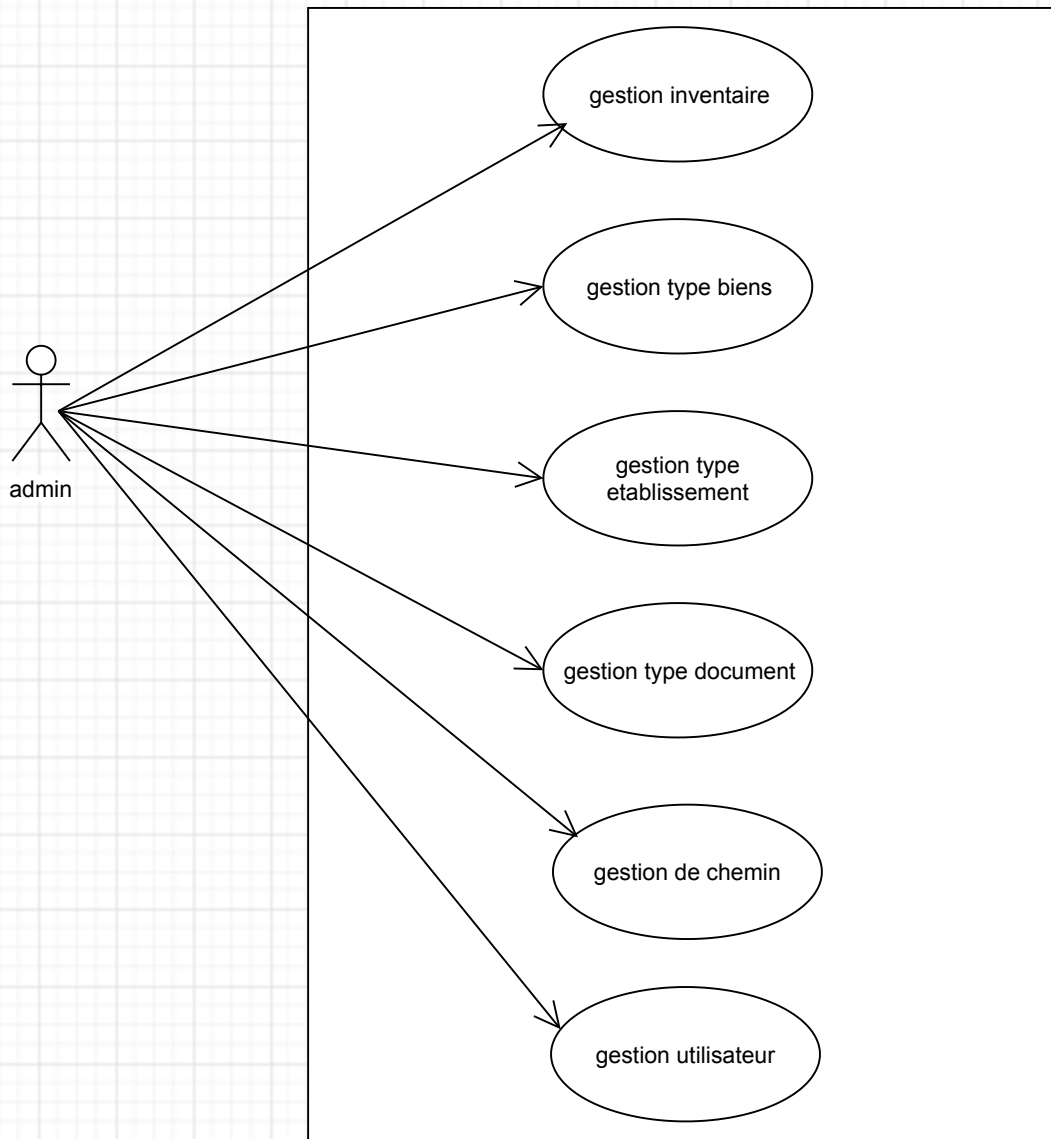 gestion inventaire
gestion type biens
admin
gestion type
etablissement
gestion type document
gestion de chemin
gestion utilisateur